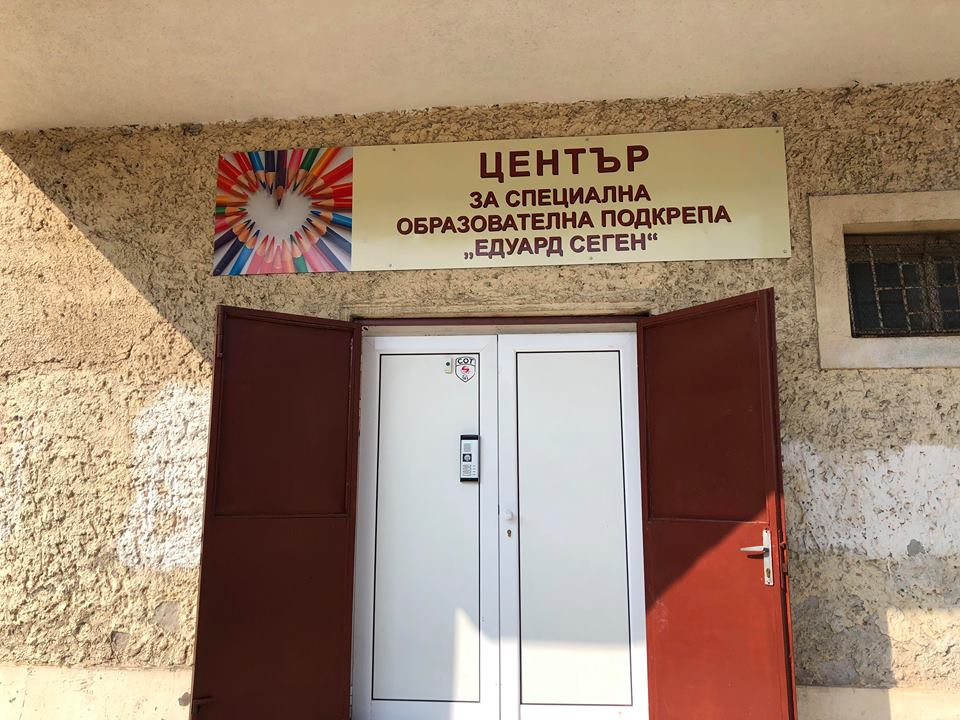 ЦЕНТЪР
ЗА СПЕЦИАЛНА
ОБРАЗОВАТЕЛНА ПОДКРЕПА
„ЕДУАРД СЕГЕН“
СОТ